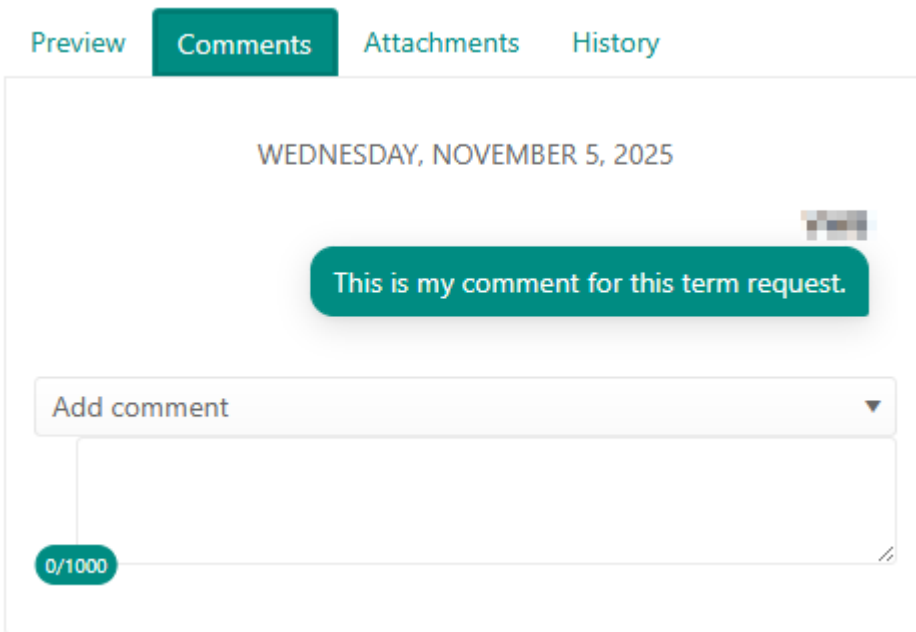 Preview Comments Attachments History
WEDNESDAY, NOVEMBER 5, 2025
This is my comment for this term request.
Add comment
0/1000